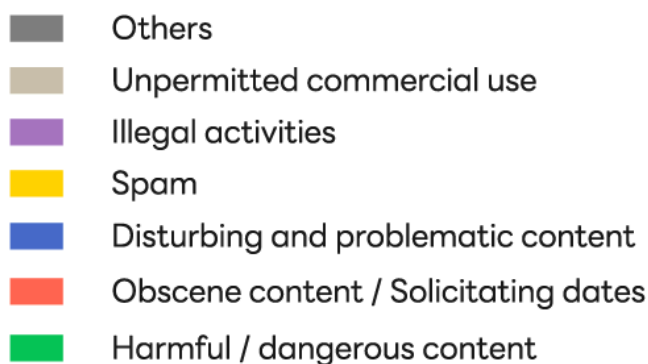 Others
Unpermitted commercial use
Illegal activities
Spam
Disturbing and problematic content
Obscene content / Solicitating dates
Harmful / dangerous content